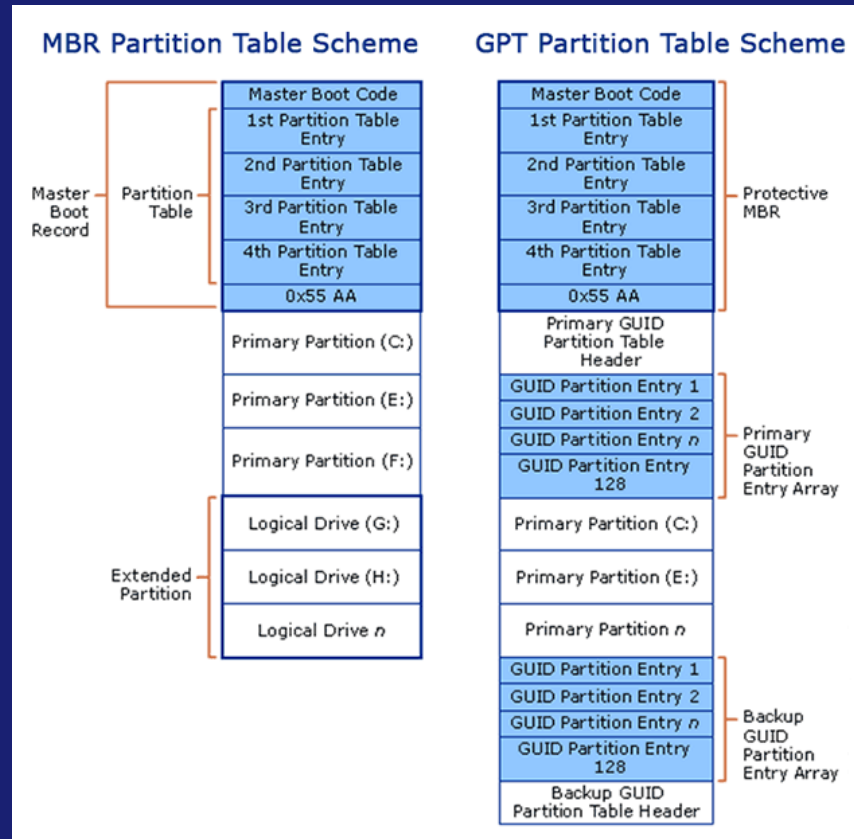 MBR Partition Table Scheme
Master Boot Code
1st Partition Table
Entry
2nd Partition Table
Entry
3rd Partition Table
Entry
4th Partition Table
Entry
0x55 AA
Master
Boot
Record
Partition
Table
Primary Partition (C:)
Primary Partition (E:)
Primary Partition (F:)
Logical Drive (G:)
Logical Drive (H:)
Logical Drive n
Extended
Partition
GPT Partition Table Scheme
Master Boot Code
1st Partition Table
Entry
2nd Partition Table
Entry
3rd Partition Table
Entry
4th Partition Table
Entry
0x55 AA
Protective
MBR
Primary GUID
Partition Table
Header
GUID Partition Entry 1
GUID Partition Entry 2
GUID Partition Entry n
GUID Partition Entry
128
Primary
GUID
Partition
Entry Array
Primary Partition (C:)
Primary Partition (E:)
Primary Partition n
GUID Partition Entry 1
GUID Partition Entry 2
GUID Partition Entry n
GUID Partition Entry
128
Backup
GUID
Partition
Entry Array
Backup GUID
Partition Table Header